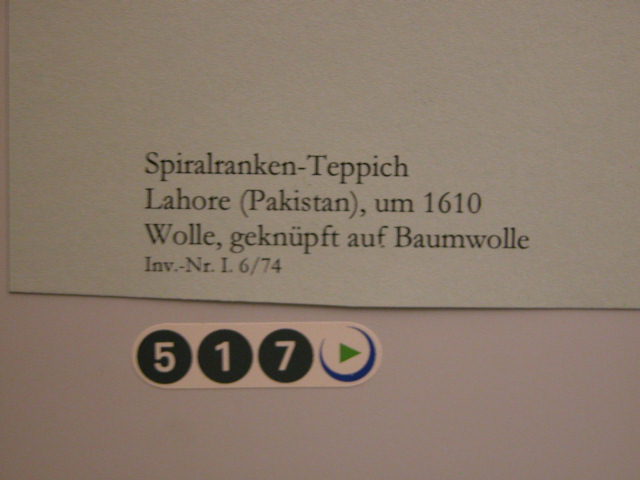 Spiralranken-Teppich
Lahore (Pakistan), um 1610
Wolle, geknüpft auf Baumwolle
Inv.-Nr. I. 6/74
517